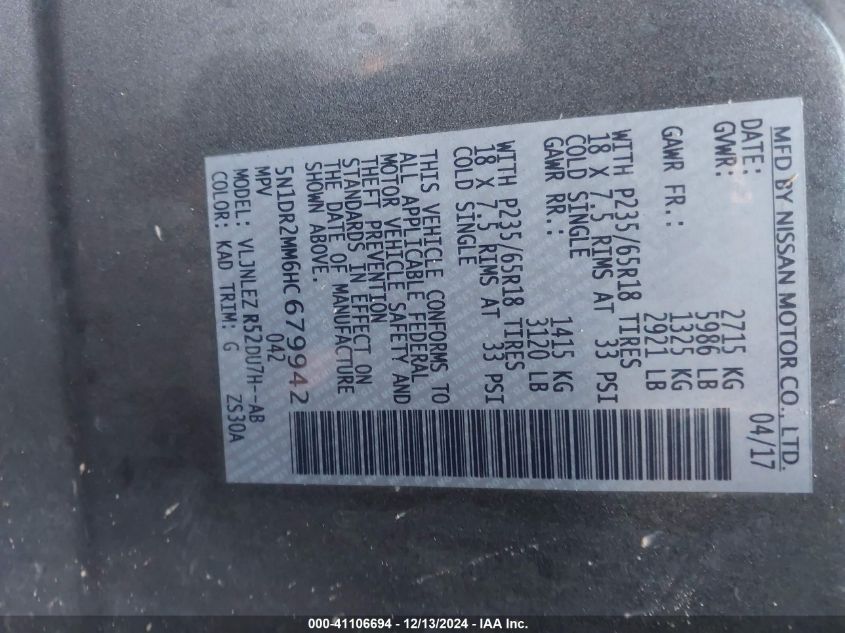 MFD BY NISSAN MOTOR CO., LTD.
DATE: 04/17
GVWR: 2715 KG
5986 LB
GAWR FR.: 1325 KG
2921 LB
WITH P235/65R18 TIRES
18 X 7.5 RIMS AT 33 PSI
COLD SINGLE
GAWR RR.: 1415 KG
3120 LB
WITH P235/65R18 TIRES
18 X 7.5 RIMS AT 33 PSI
COLD SINGLE
THIS VEHICLE CONFORMS TO
ALL APPLICABLE FEDERAL
MOTOR VEHICLE SAFETY AND
THEFT PREVENTION
STANDARDS IN EFFECT ON
THE DATE OF MANUFACTURE
SHOWN ABOVE.
5N1DR2MM6HC679942
MPV 042
MODEL: VLJNLEZ R52DU7H--AB
COLOR: KAD TRIM: G ZS30A
000-41106694 - 12/13/2024 - IAA Inc.